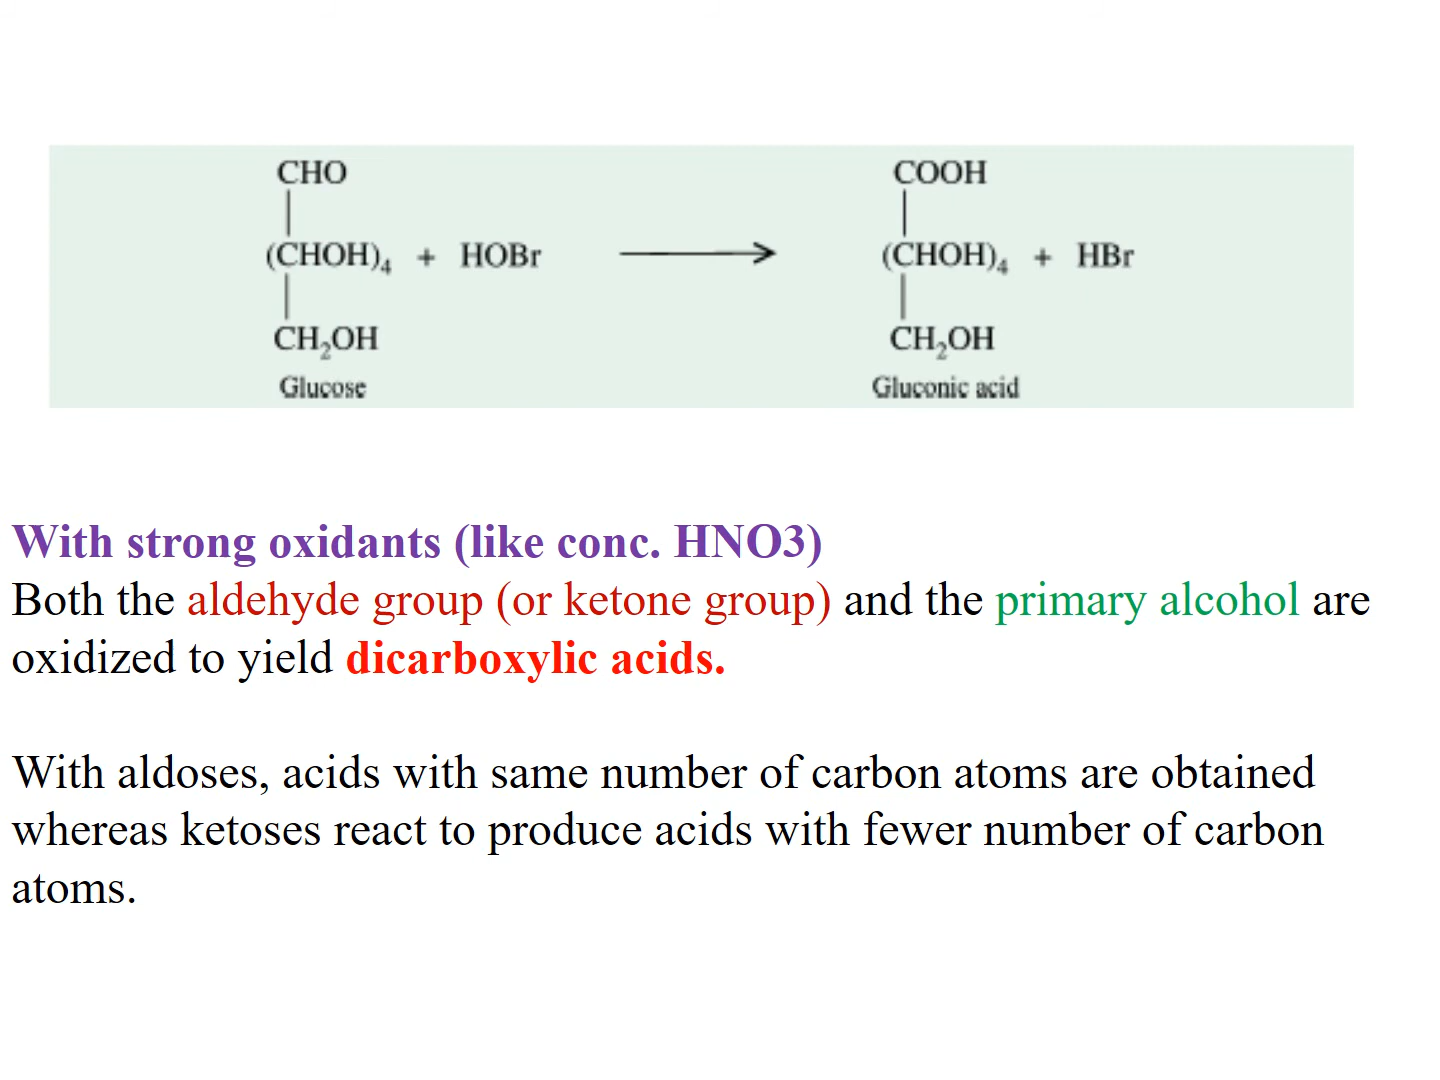 CHO COOH
(CHOH)₄ + HOBr (CHOH)₄ + HBr
CH₂OH CH₂OH
Glucose Gluconic acid
With strong oxidants (like conc. HNO3)
Both the aldehyde group (or ketone group) and the primary alcohol are
oxidized to yield dicarboxylic acids.
With aldoses, acids with same number of carbon atoms are obtained
whereas ketoses react to produce acids with fewer number of carbon
atoms.